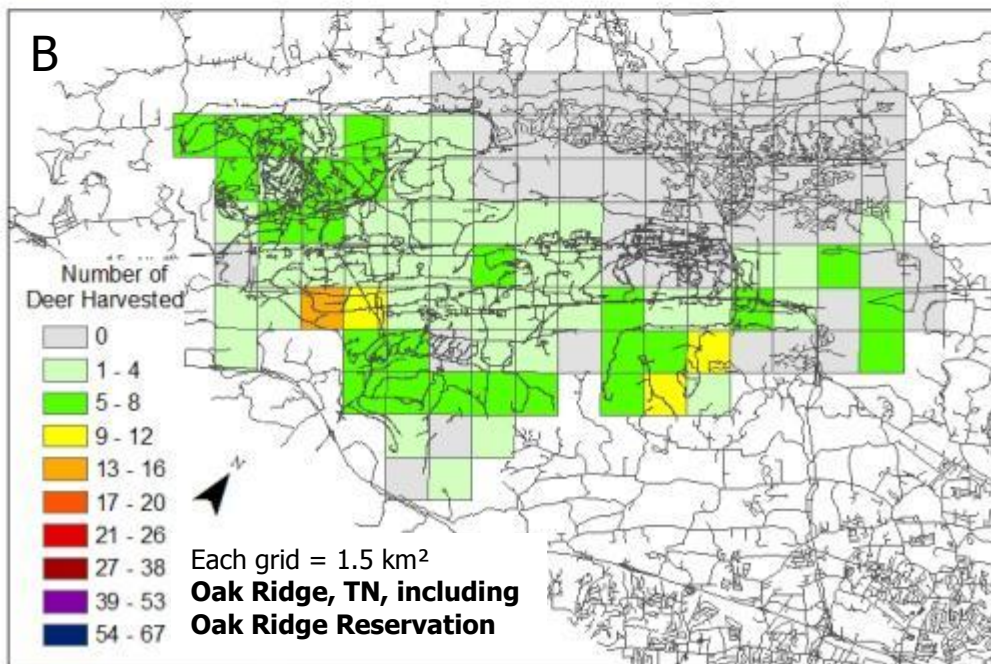 B
Number of
Deer Harvested
0
1 - 4
5 - 8
9 - 12
13 - 16
17 - 20
21 - 26
27 - 38
39 - 53
54 - 67
N
Each grid = 1.5 km²
Oak Ridge, TN, including
Oak Ridge Reservation